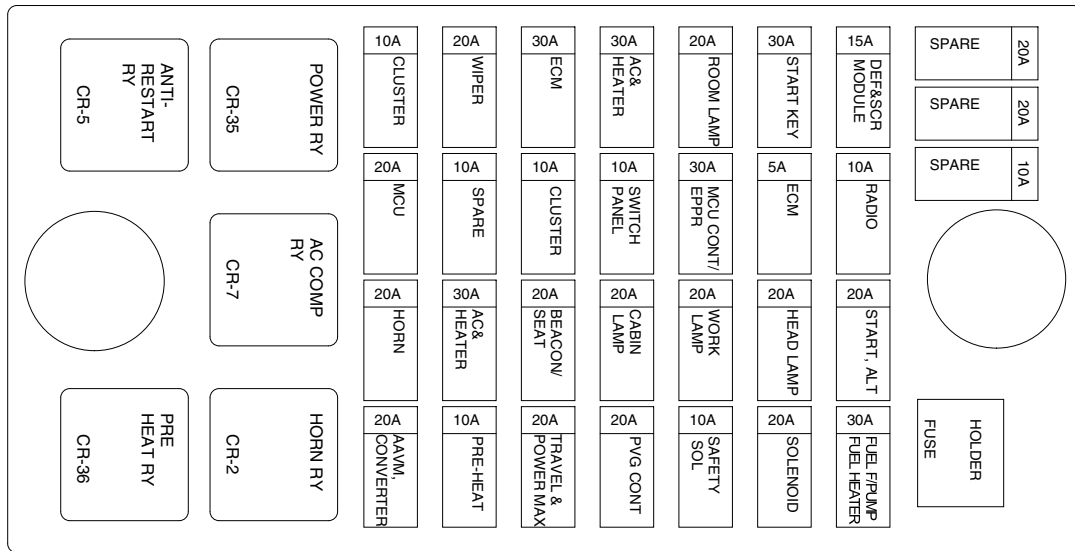 ANTI-
RESTART
RY
CR-5
POWER RY
CR-35
AC COMP
RY
CR-7
PRE
HEAT RY
CR-36
HORN RY
CR-2
10A
CLUSTER
20A
WIPER
30A
ECM
30A
AC&
HEATER
20A
ROOM LAMP
30A
START KEY
15A
DEF&SCR
MODULE
20A
MCU
10A
SPARE
10A
CLUSTER
10A
SWITCH
PANEL
30A
MCU CONT/
EPPR
5A
ECM
10A
RADIO
20A
HORN
30A
AC&
HEATER
20A
BEACON/
SEAT
20A
CABIN
LAMP
20A
WORK
LAMP
20A
HEAD LAMP
20A
START, ALT
20A
AAVM,
CONVERTER
10A
PRE-HEAT
20A
TRAVEL &
POWER MAX
20A
PVG CONT
10A
SAFETY
SOL
20A
SOLENOID
30A
FUEL F/PUMP
FUEL HEATER
SPARE
20A
SPARE
20A
SPARE
10A
HOLDER
FUSE